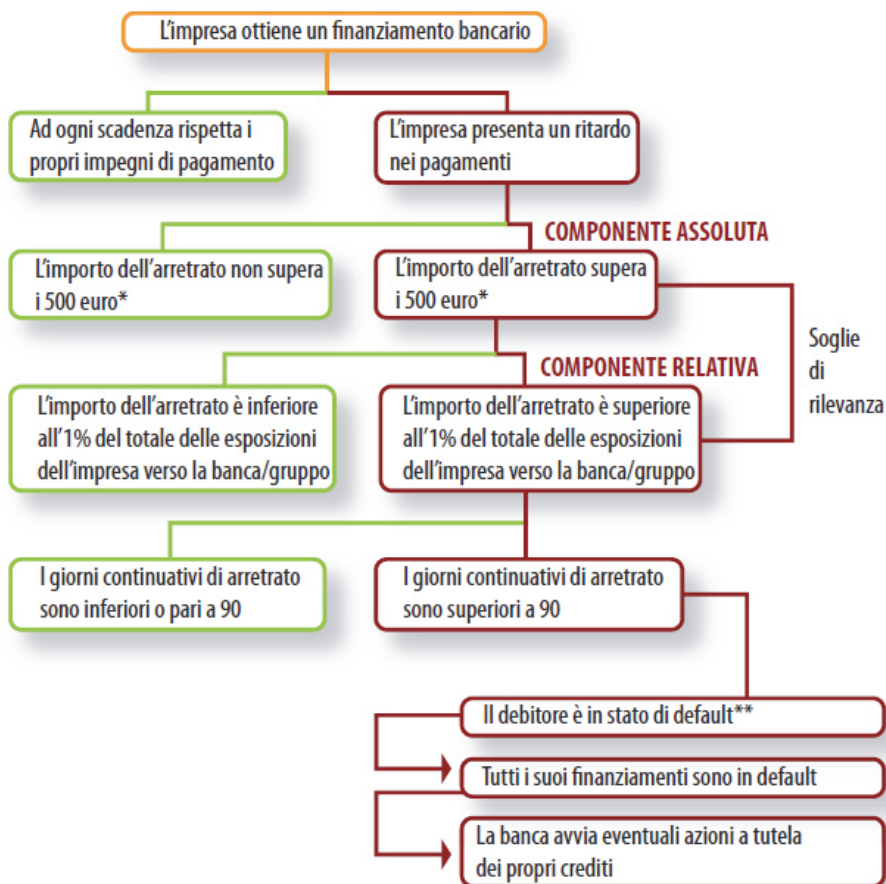 L'impresa ottiene un finanziamento bancario
Ad ogni scadenza rispetta i
propri impegni di pagamento
L'impresa presenta un ritardo
nei pagamenti
COMPONENTE ASSOLUTA
L'importo dell'arretrato non supera
i 500 euro*
L'importo dell'arretrato supera
i 500 euro*
Soglie
di
rilevanza
COMPONENTE RELATIVA
L'importo dell'arretrato è inferiore
all'1% del totale delle esposizioni
dell'impresa verso la banca/gruppo
L'importo dell'arretrato è superiore
all'1% del totale delle esposizioni
dell'impresa verso la banca/gruppo
I giorni continuativi di arretrato
sono inferiori o pari a 90
I giorni continuativi di arretrato
sono superiori a 90
Il debitore è in stato di default**
Tutti i suoi finanziamenti sono in default
La banca avvia eventuali azioni a tutela
dei propri crediti